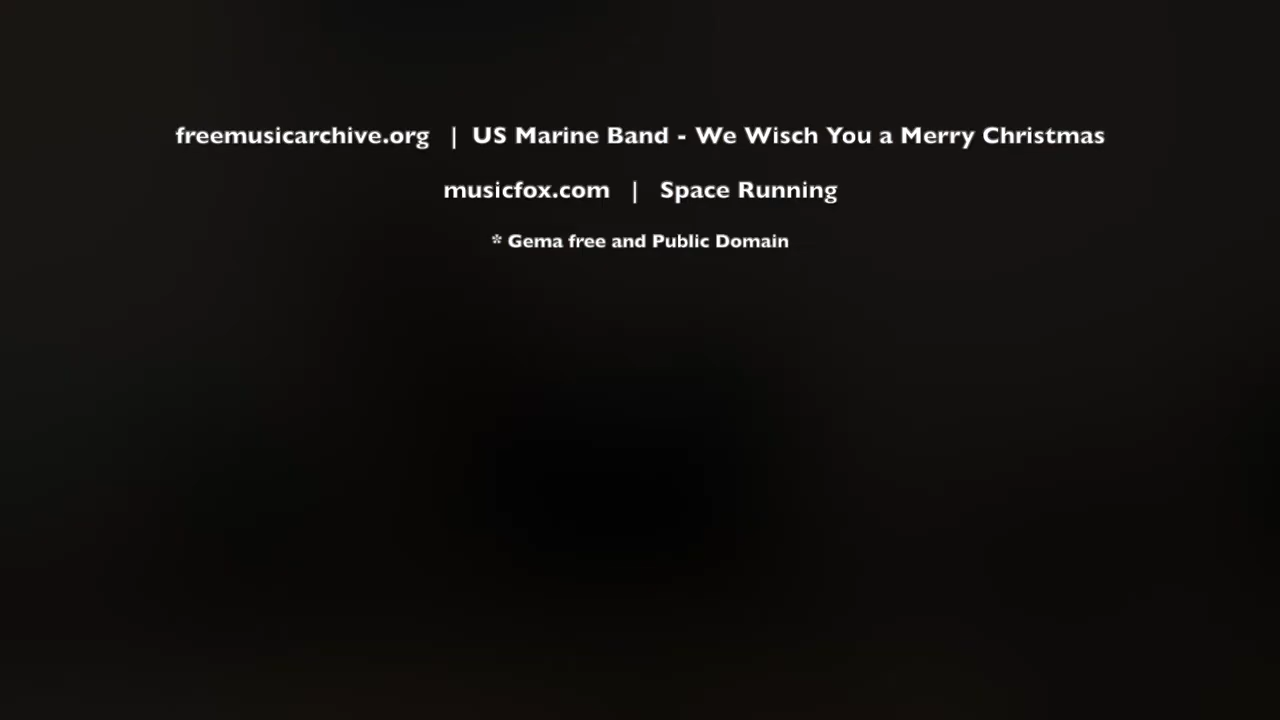 freemusicarchive.org | US Marine Band - We Wisch You a Merry Christmas
musicfox.com | Space Running
* Gema free and Public Domain